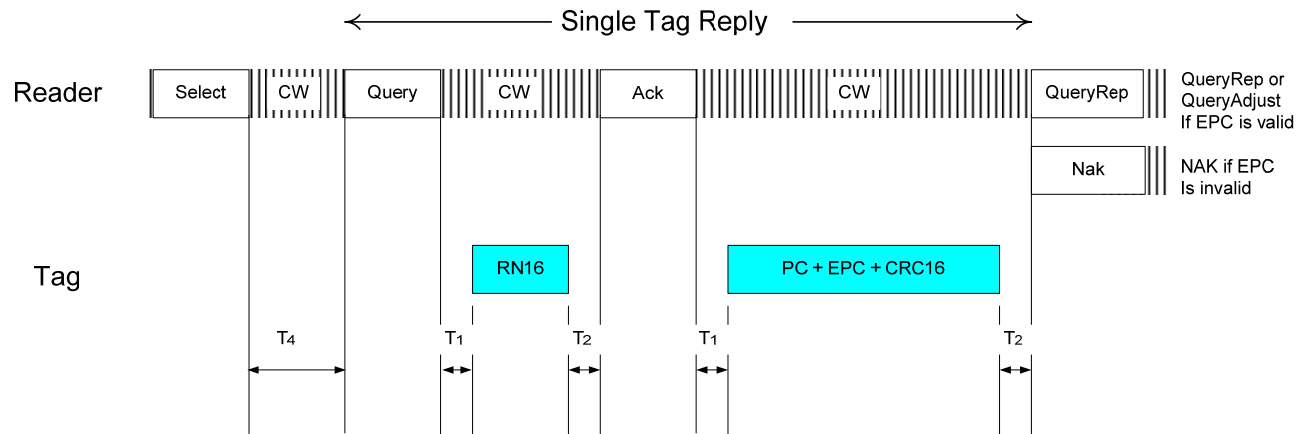 Single Tag Reply
Reader
Select
CW
Query
CW
Ack
CW
QueryRep
QueryRep or
QueryAdjust
If EPC is valid
Nak
NAK if EPC
Is invalid
Tag
RN16
PC + EPC + CRC16
T4
T1
T2
T1
T2